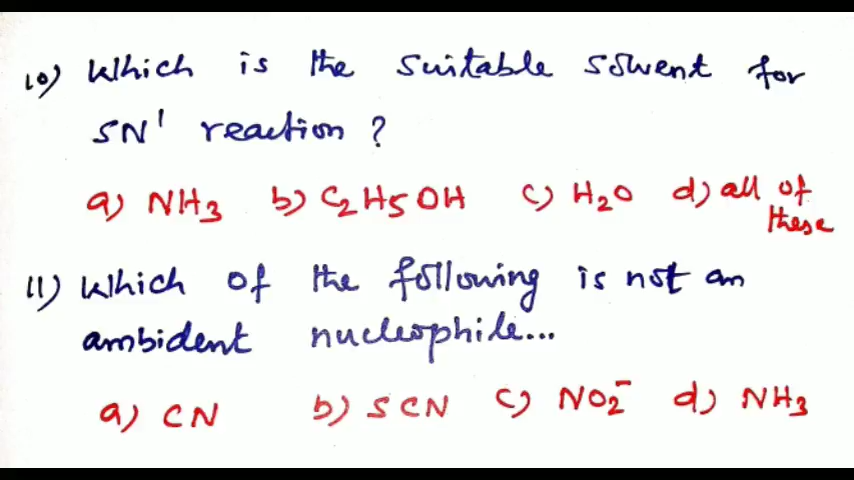 10) Which is the suitable solvent for
SN¹ reaction ?
a) NH₃ b) C₂H₅OH c) H₂O d) all of these
11) Which of the following is not an
ambident nucleophile...
a) CN b) SCN c) NO₂⁻ d) NH₃